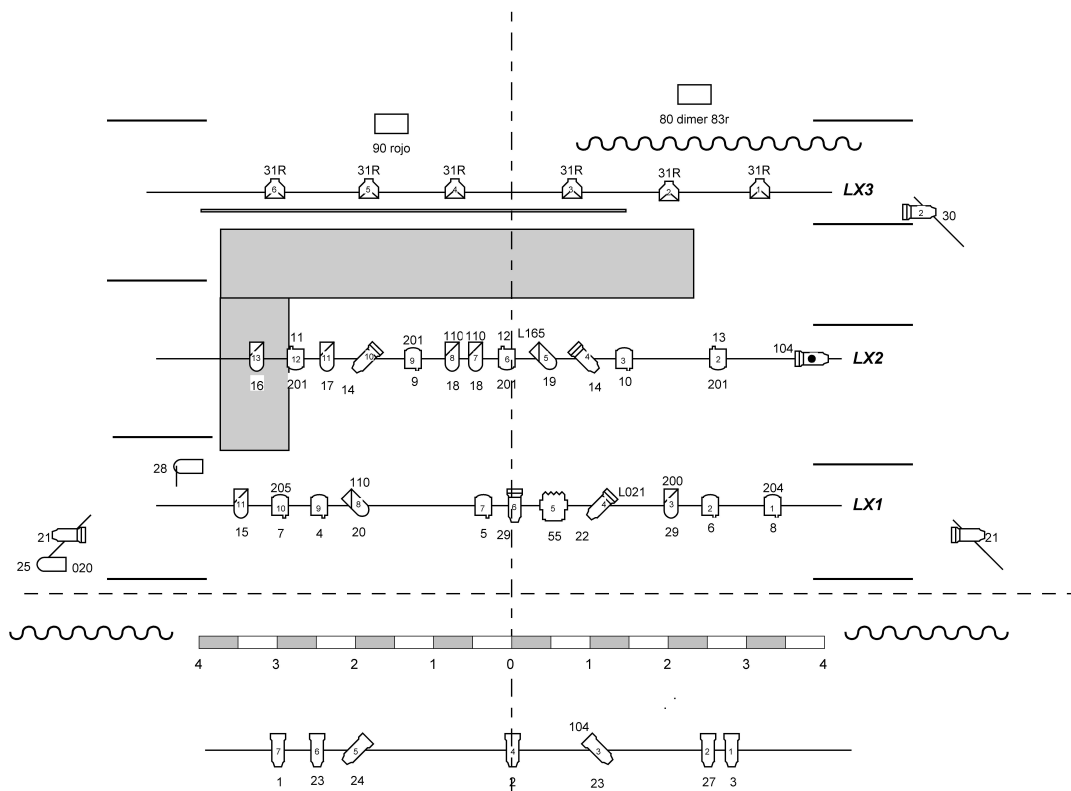 80 dimer 83r
90 rojo
31R 31R 31R 31R 31R 31R
6 5 4 3 2 1 LX3
2 30
11 201 110 110 12 L165 13 104
13 12 11 10 9 8 7 6 5 4 3 2 LX2
16 201 17 14 9 18 18 201 19 14 10 201
28
205 110 L021 200 204
11 10 9 8 7 6 5 4 3 2 1 LX1
15 7 4 20 5 29 55 22 29 6 8
21 21
25 020
4 3 2 1 0 1 2 3 4
104
7 6 5 4 3 2 1
1 23 24 2 23 27 3